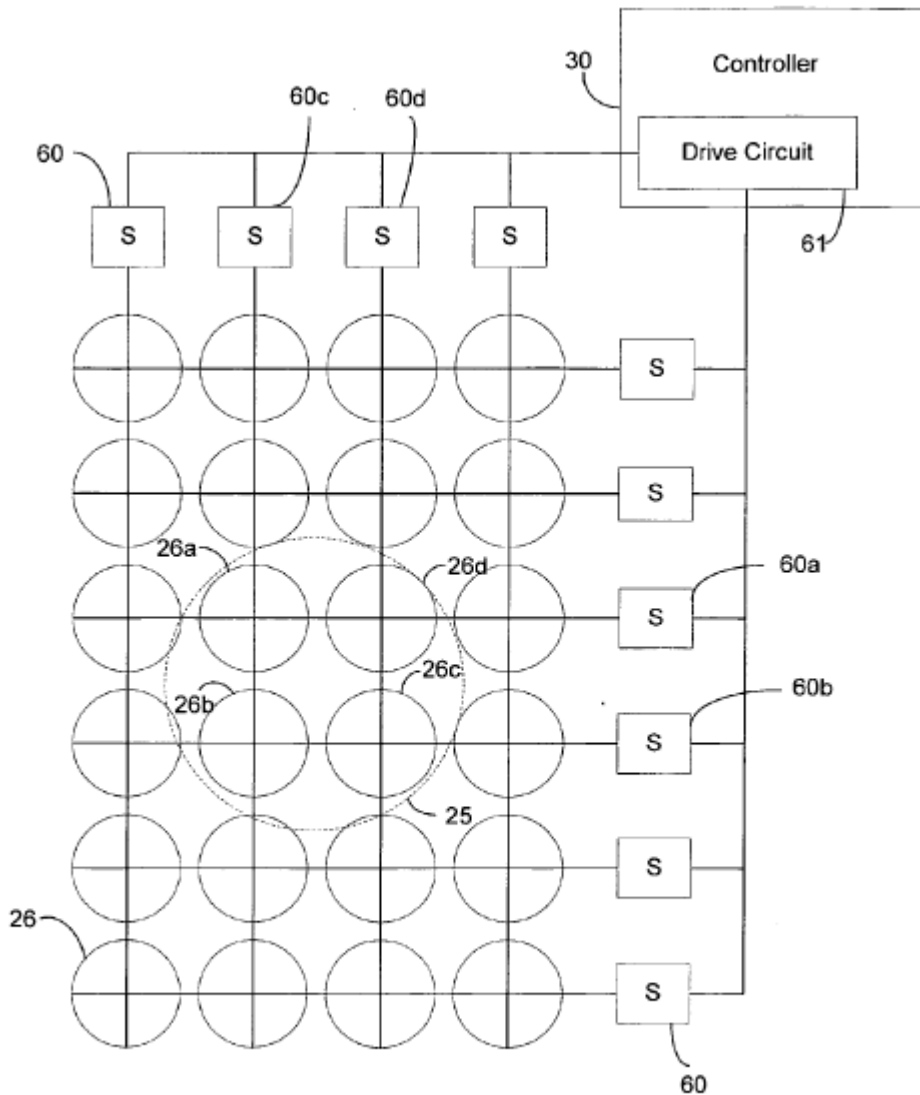 30
Controller
60c
60d
60
Drive Circuit
S
S
S
S
61
S
S
26a
26d
60a
S
26c
60b
26b
S
25
S
26
S
60